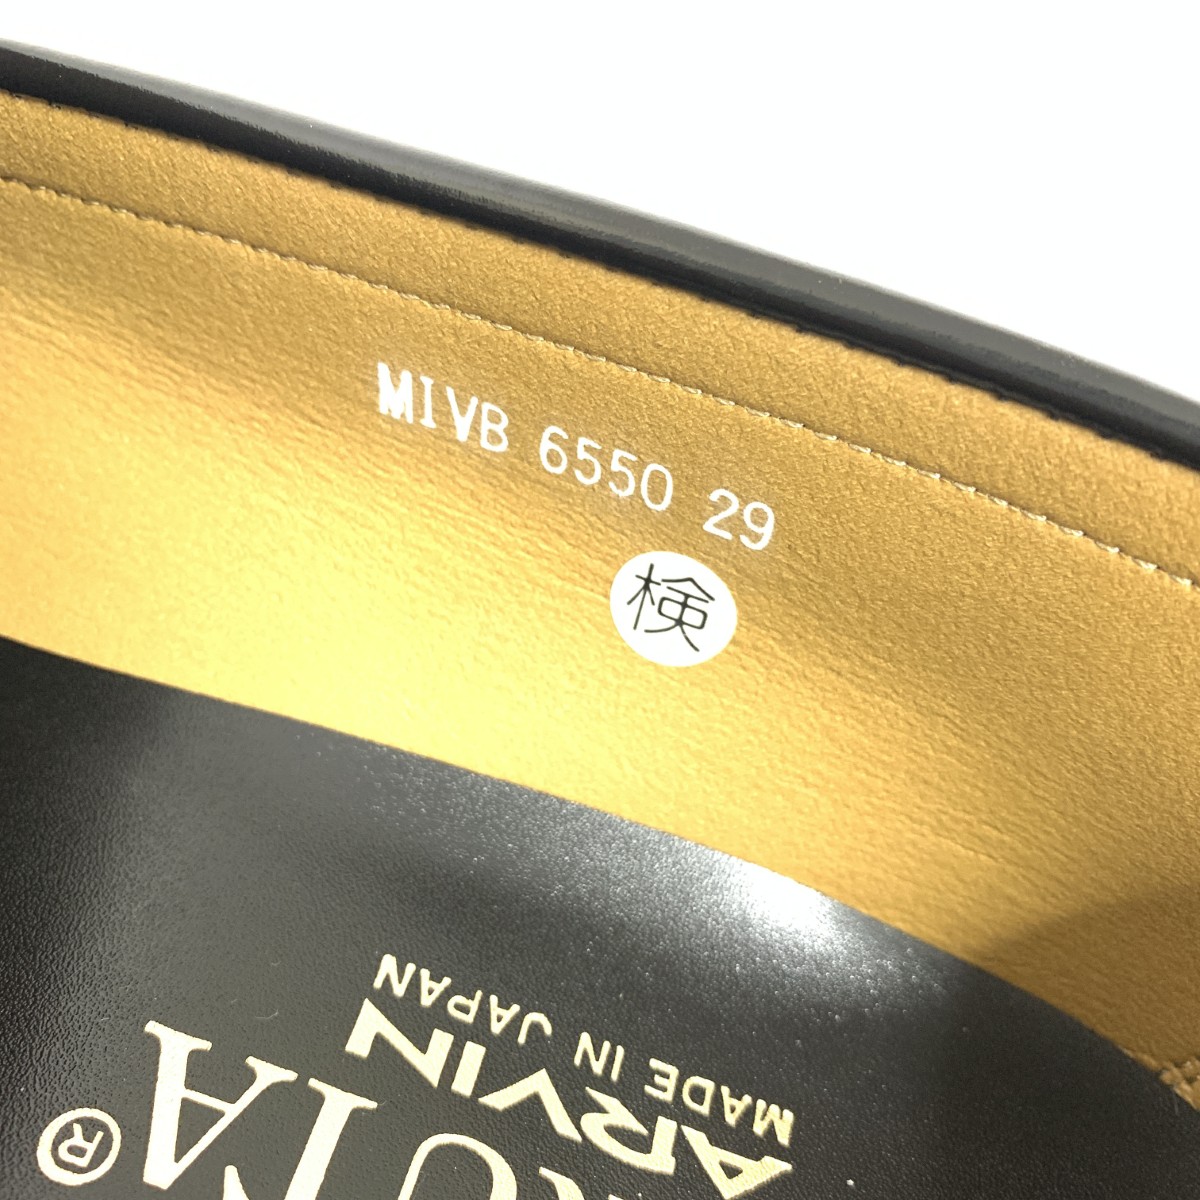 MIVB 6550 29
検
ARVIN
MADE IN JAPAN
®